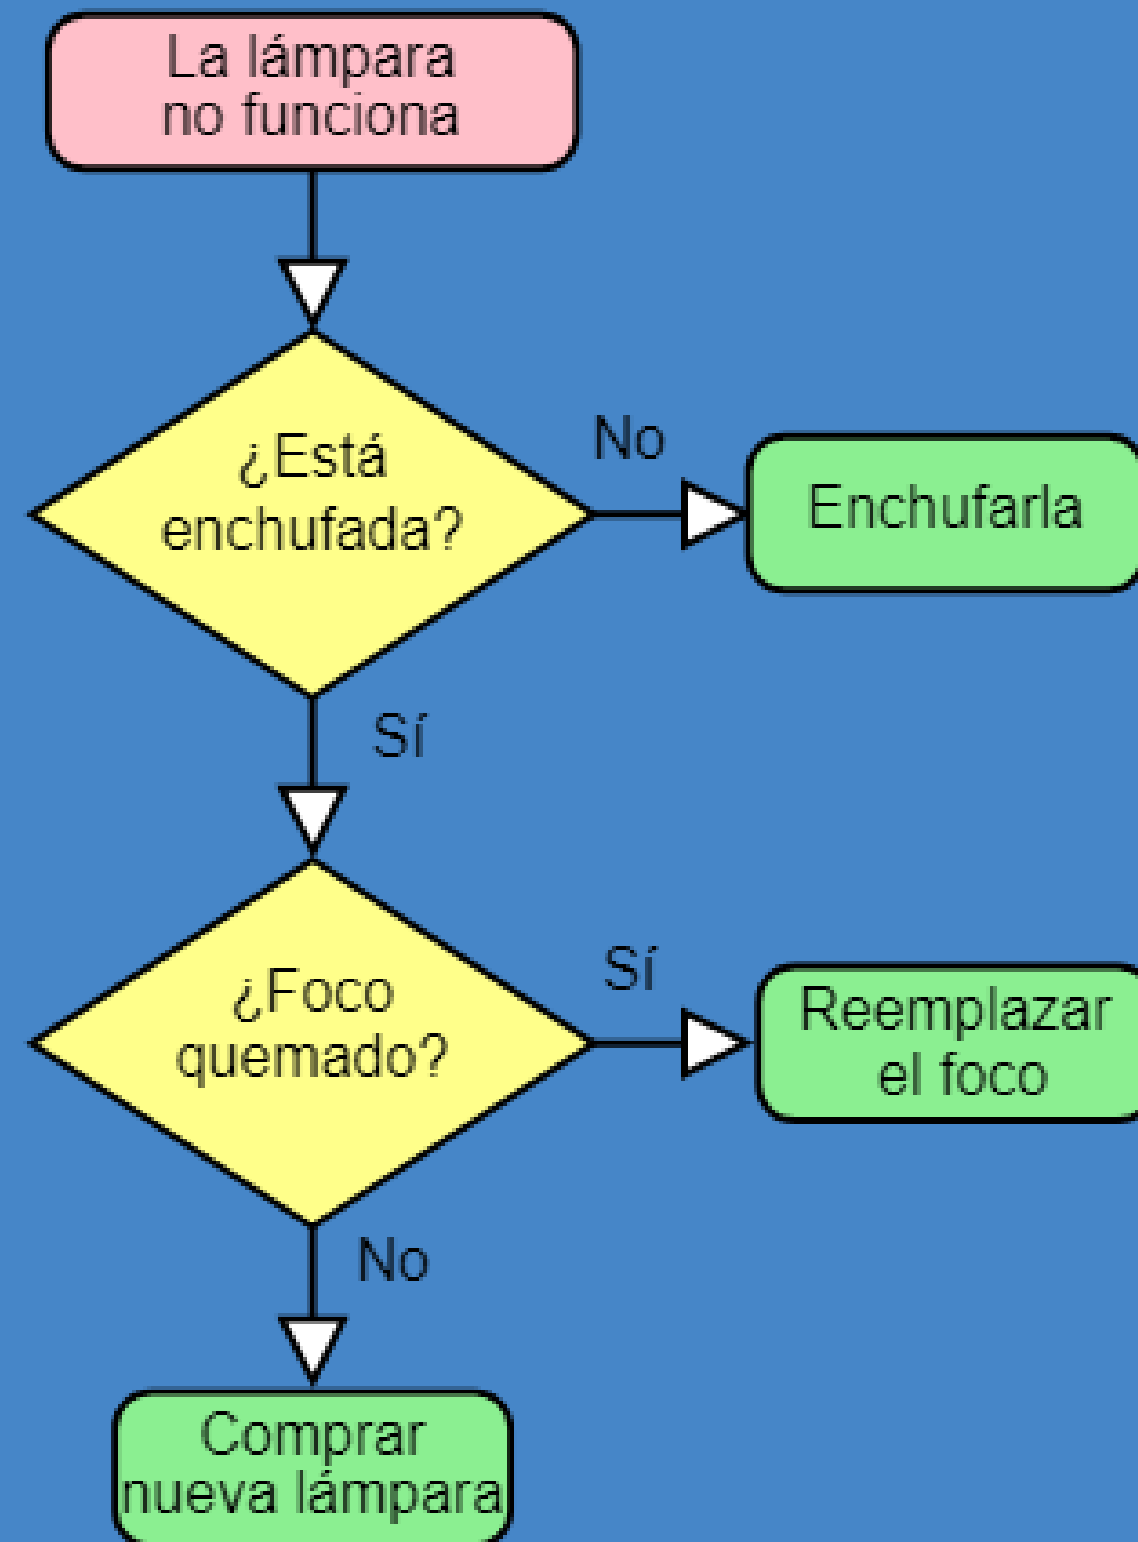 La lámpara
no funciona
¿Está
enchufada?
No
Enchufarla
Sí
¿Foco
quemado?
Sí
Reemplazar
el foco
No
Comprar
nueva lámpara